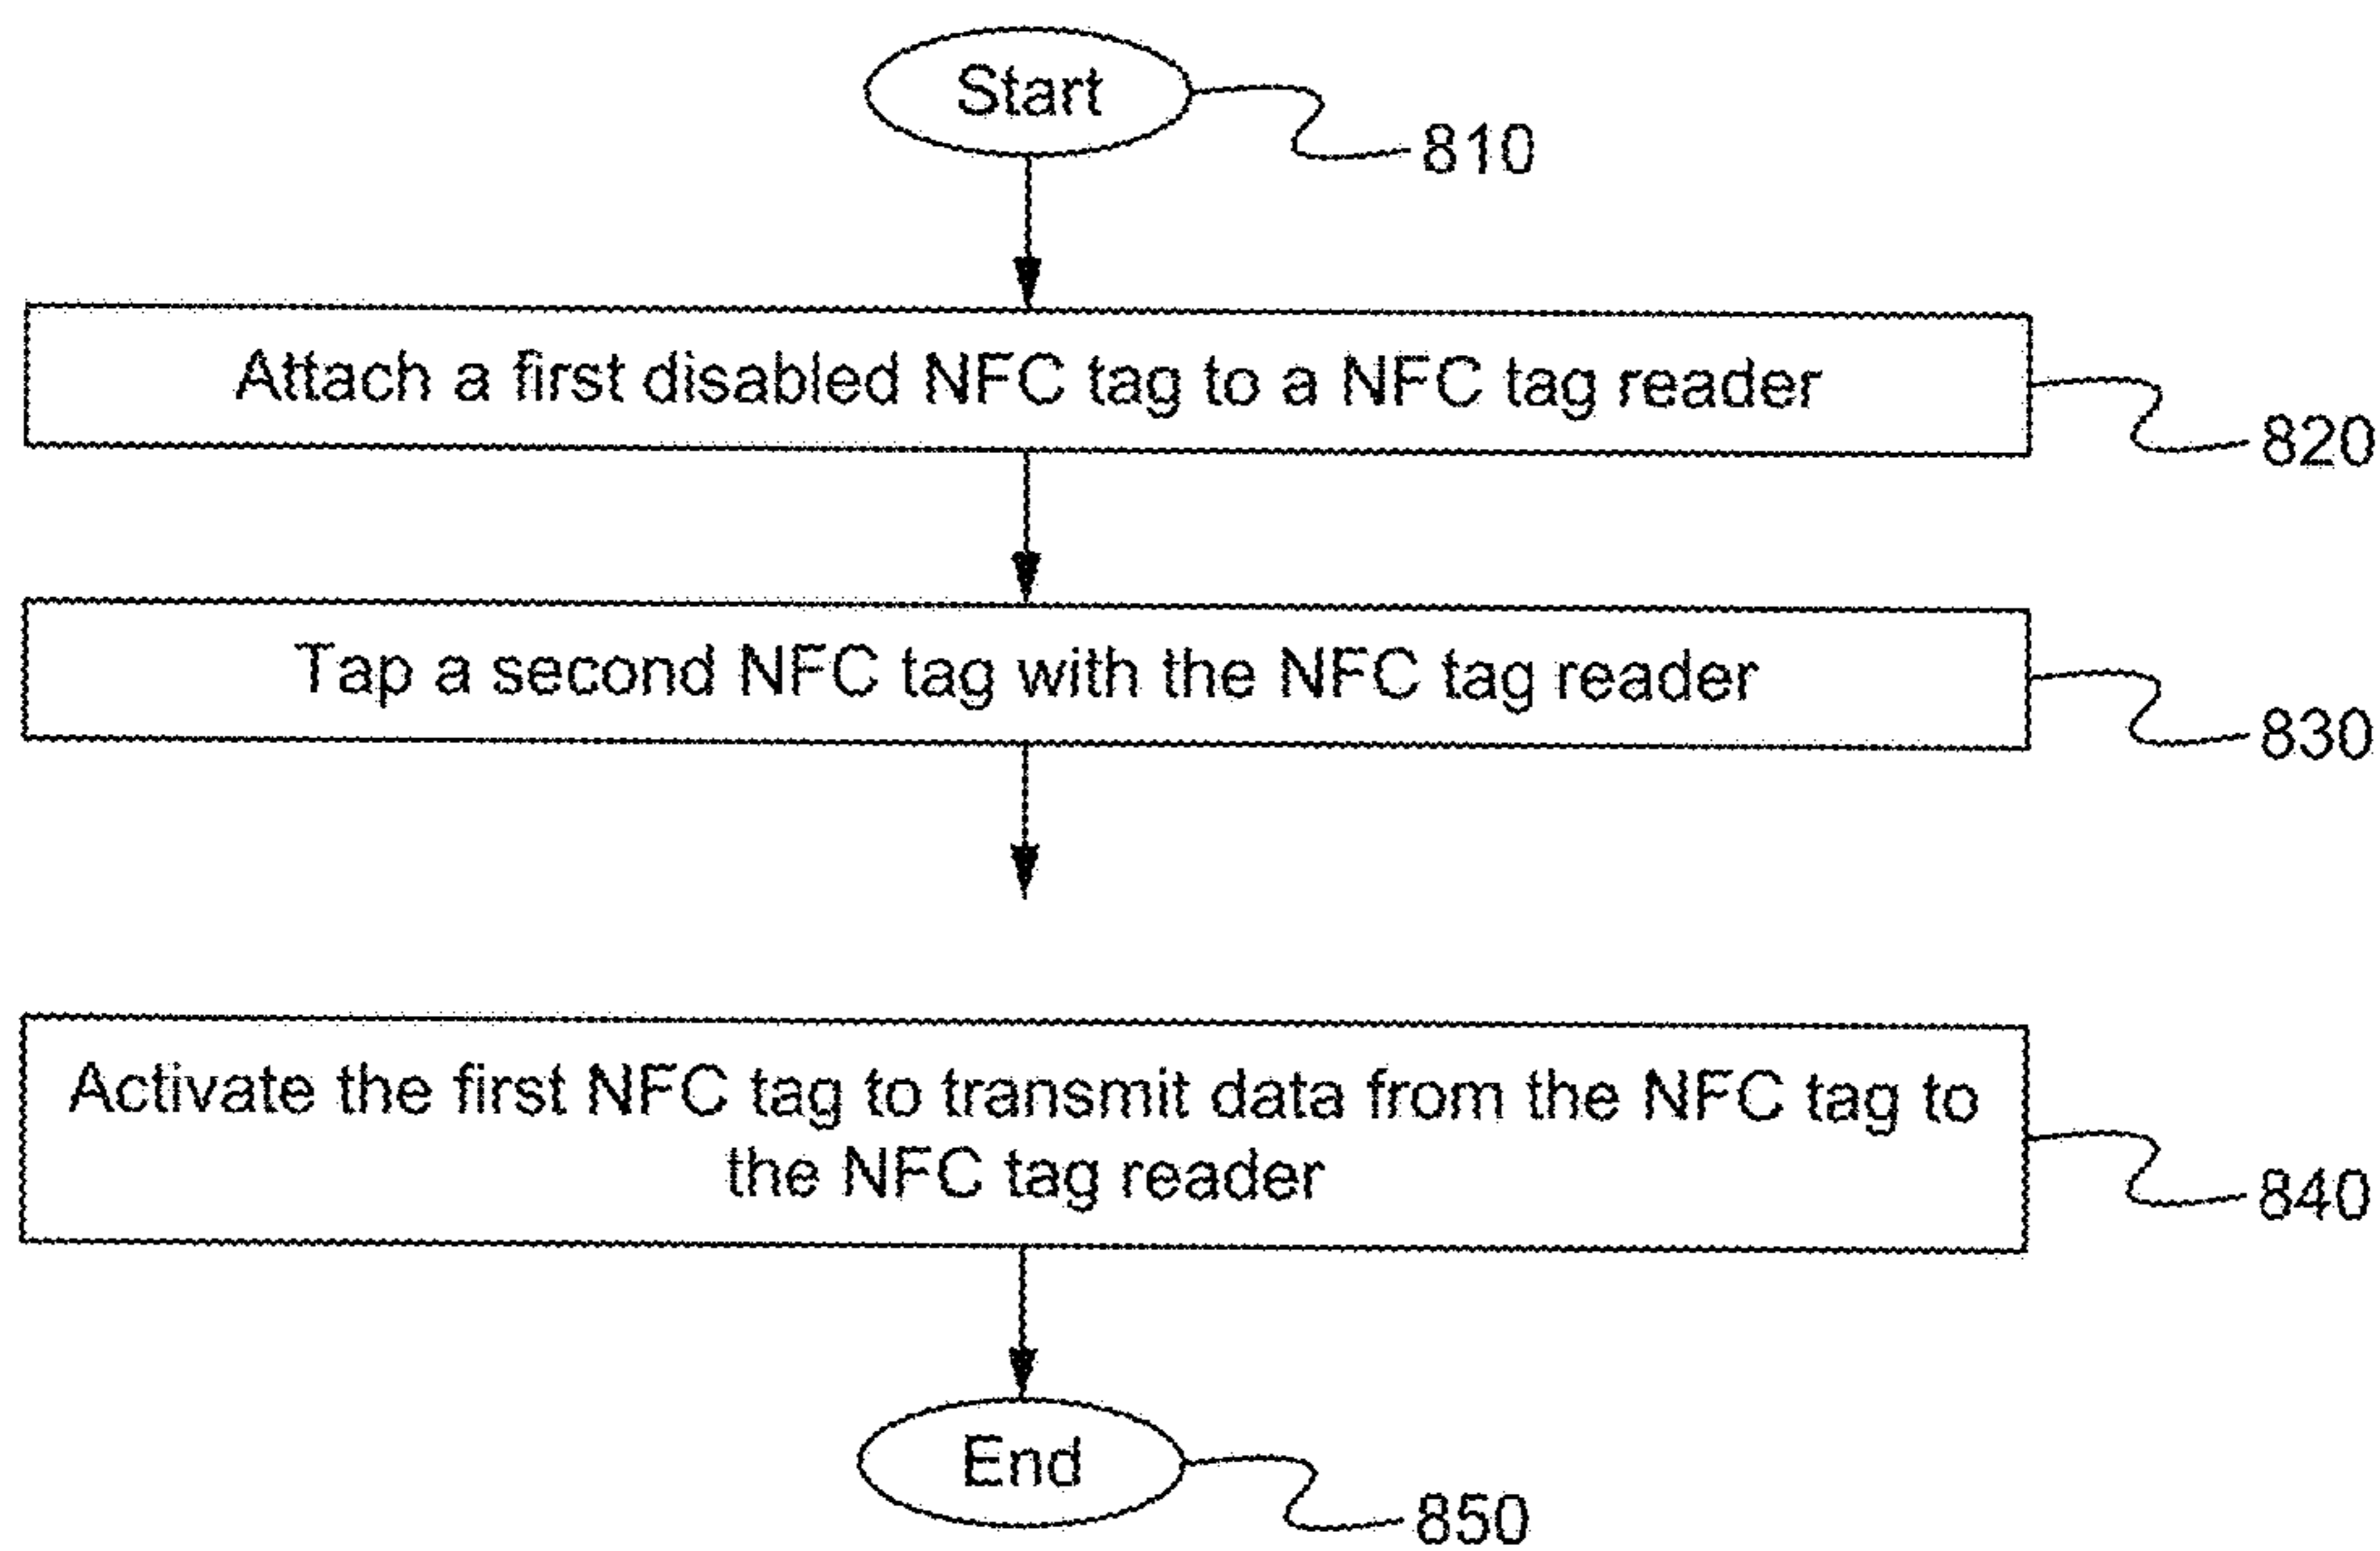 Start
810
Attach a first disabled NFC tag to a NFC tag reader
820
Tap a second NFC tag with the NFC tag reader
830
Activate the first NFC tag to transmit data from the NFC tag to
the NFC tag reader
840
End
850